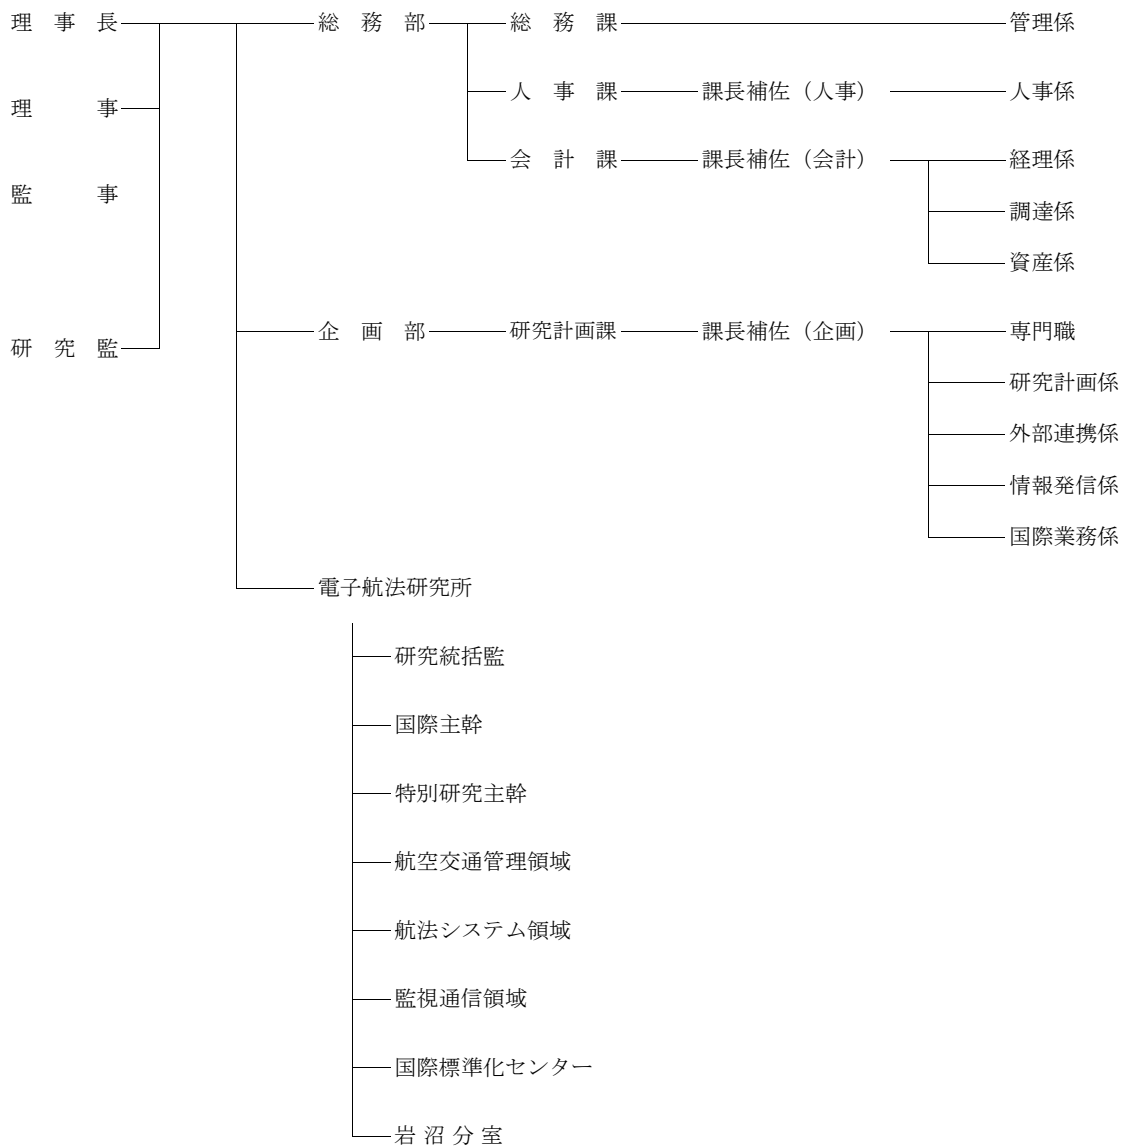 理事長 総務部 総務課 管理係
人事課 課長補佐（人事） 人事係
理事
会計課 課長補佐（会計） 経理係
監事
調達係
資産係
企画部 研究計画課 課長補佐（企画） 専門職
研究監
研究計画係
外部連携係
情報発信係
国際業務係
電子航法研究所
研究統括監
国際主幹
特別研究主幹
航空交通管理領域
航法システム領域
監視通信領域
国際標準化センター
岩沼分室